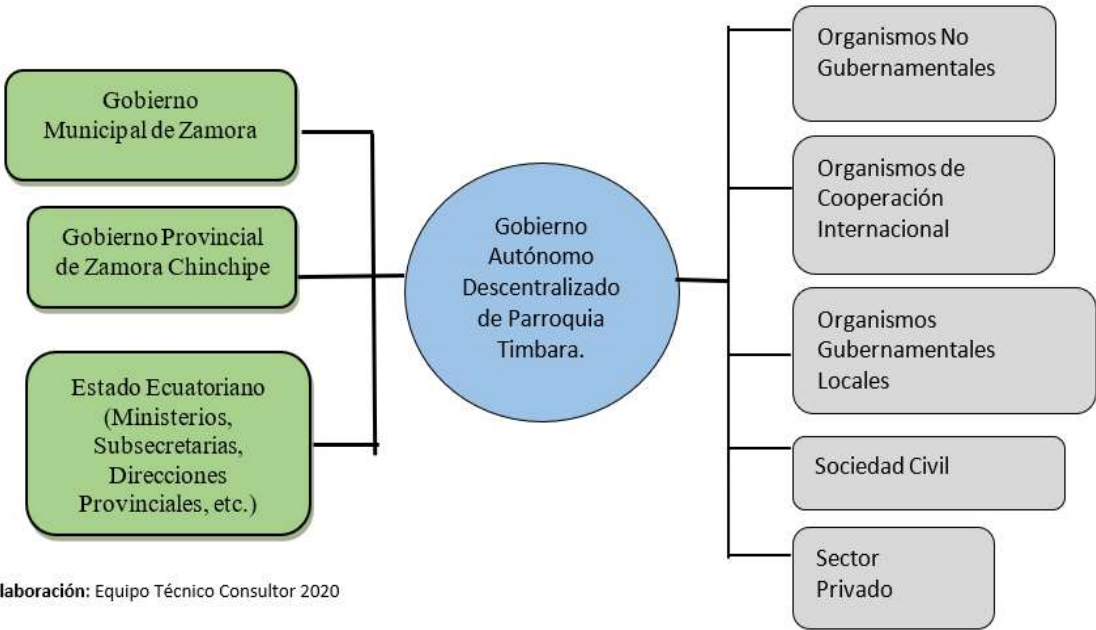 Gobierno
Municipal de Zamora
Gobierno Provincial
de Zamora Chinchipe
Estado Ecuatoriano
(Ministerios,
Subsecretarias,
Direcciones
Provinciales, etc.)
Gobierno
Autónomo
Descentralizado
de Parroquia
Timbara.
Organismos No
Gubernamentales
Organismos de
Cooperación
Internacional
Organismos
Gubernamentales
Locales
Sociedad Civil
Sector
Privado
laboración: Equipo Técnico Consultor 2020